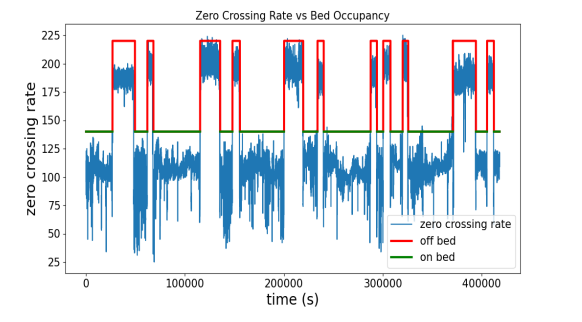 Zero Crossing Rate vs Bed Occupancy
zero crossing rate
225
200
175
150
125
100
75
50
25
0
100000
200000
300000
400000
time (s)
zero crossing rate
off bed
on bed